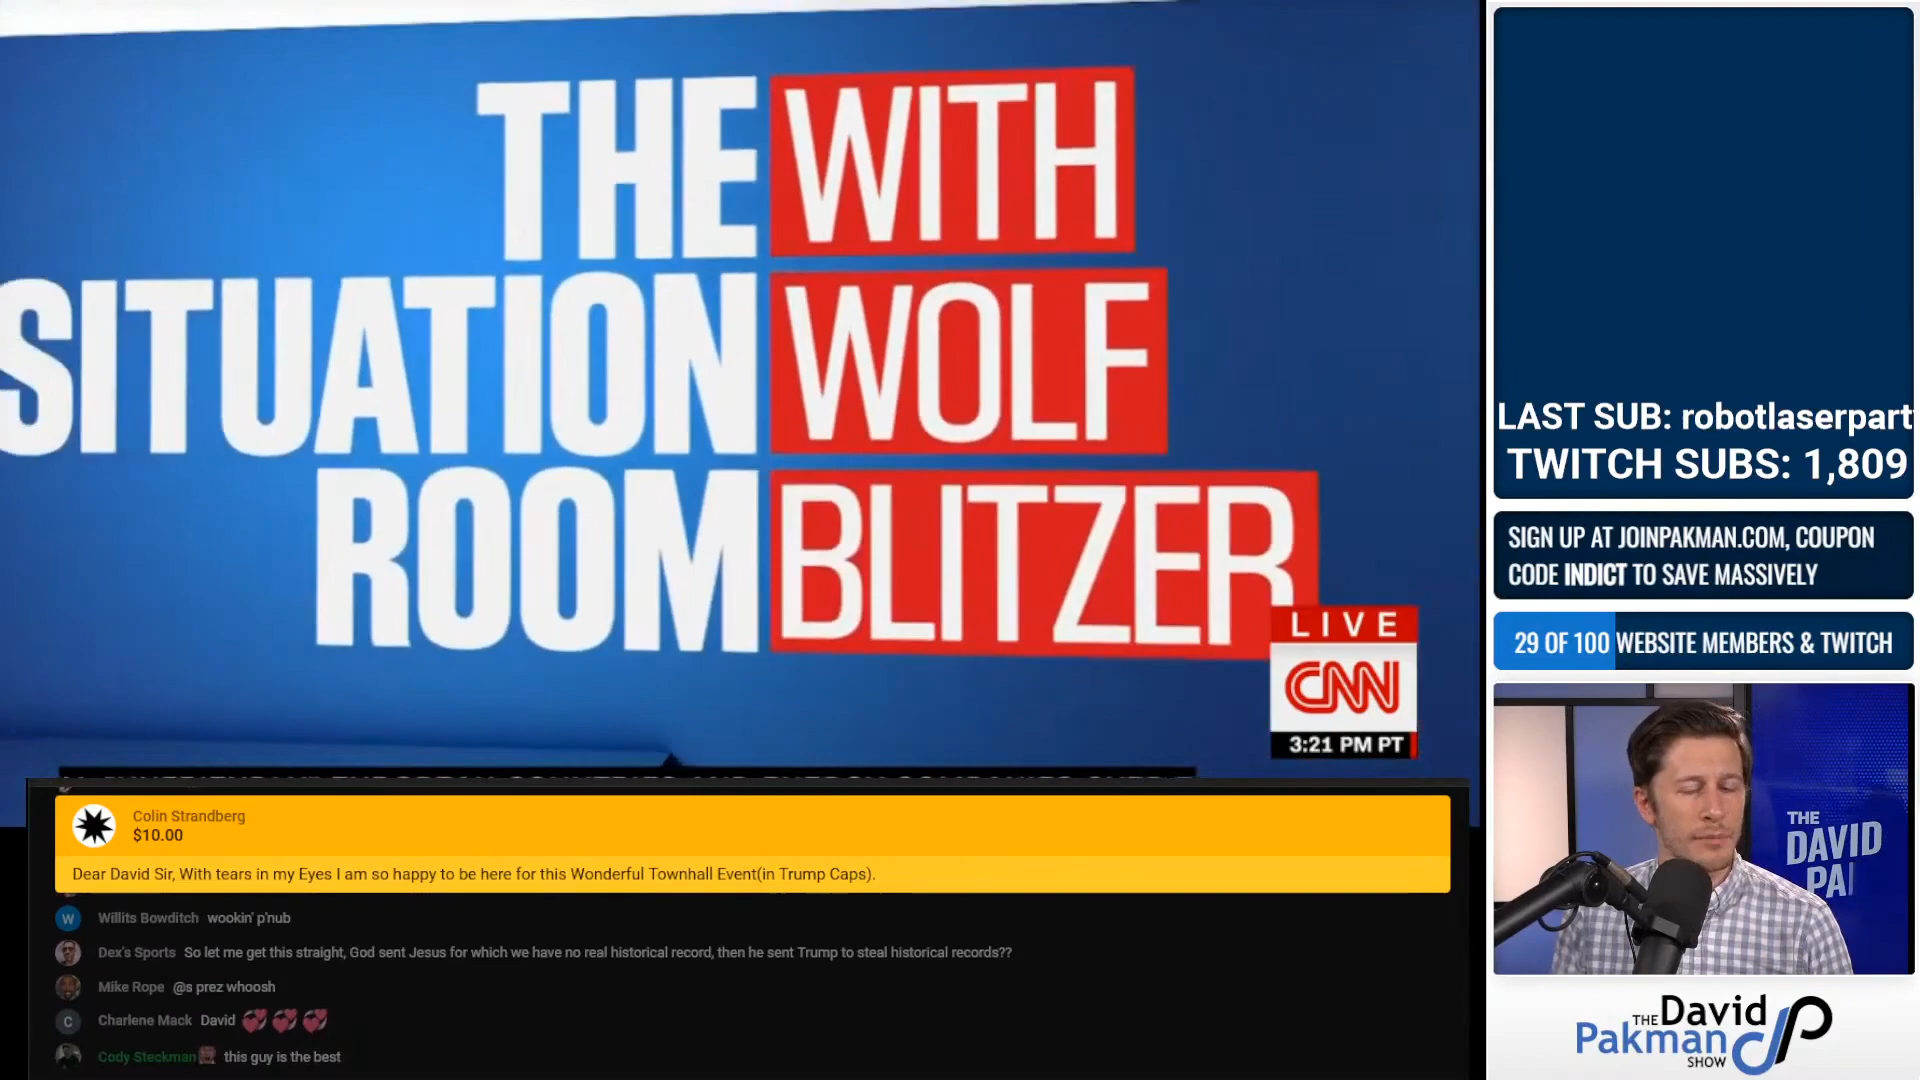 THE WITH
SITUATION WOLF
ROOM BLITZER
LIVE
CNN
3:21 PM PT
Colin Strandberg
$10.00
Dear David Sir, With tears in my Eyes I am so happy to be here for this Wonderful Townhall Event(in Trump Caps).
W Willits Bowditch wookin' p'nub
Dex's Sports So let me get this straight, God sent Jesus for which we have no real historical record, then he sent Trump to steal historical records??
Mike Rope @s prez whoosh
C Charlene Mack David 💞 💞 💞
Cody Steckman this guy is the best
LAST SUB: robotlaserpart
TWITCH SUBS: 1,809
SIGN UP AT JOINPAKMAN.COM, COUPON
CODE INDICT TO SAVE MASSIVELY
29 OF 100 WEBSITE MEMBERS & TWITCH
THE
DAVID
PA
THE David
Pakman
SHOW